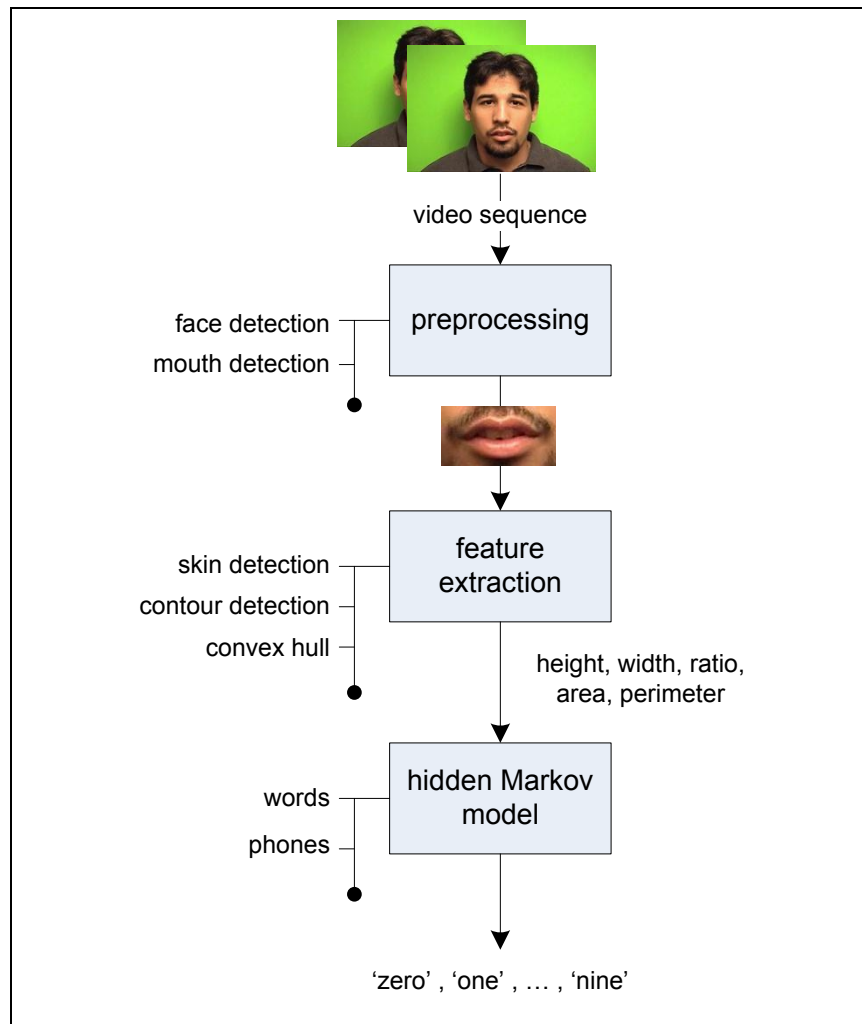 video sequence
preprocessing
face detection
mouth detection
feature
extraction
skin detection
contour detection
convex hull
height, width, ratio,
area, perimeter
hidden Markov
model
words
phones
‘zero’ , ‘one’ , … , ‘nine’